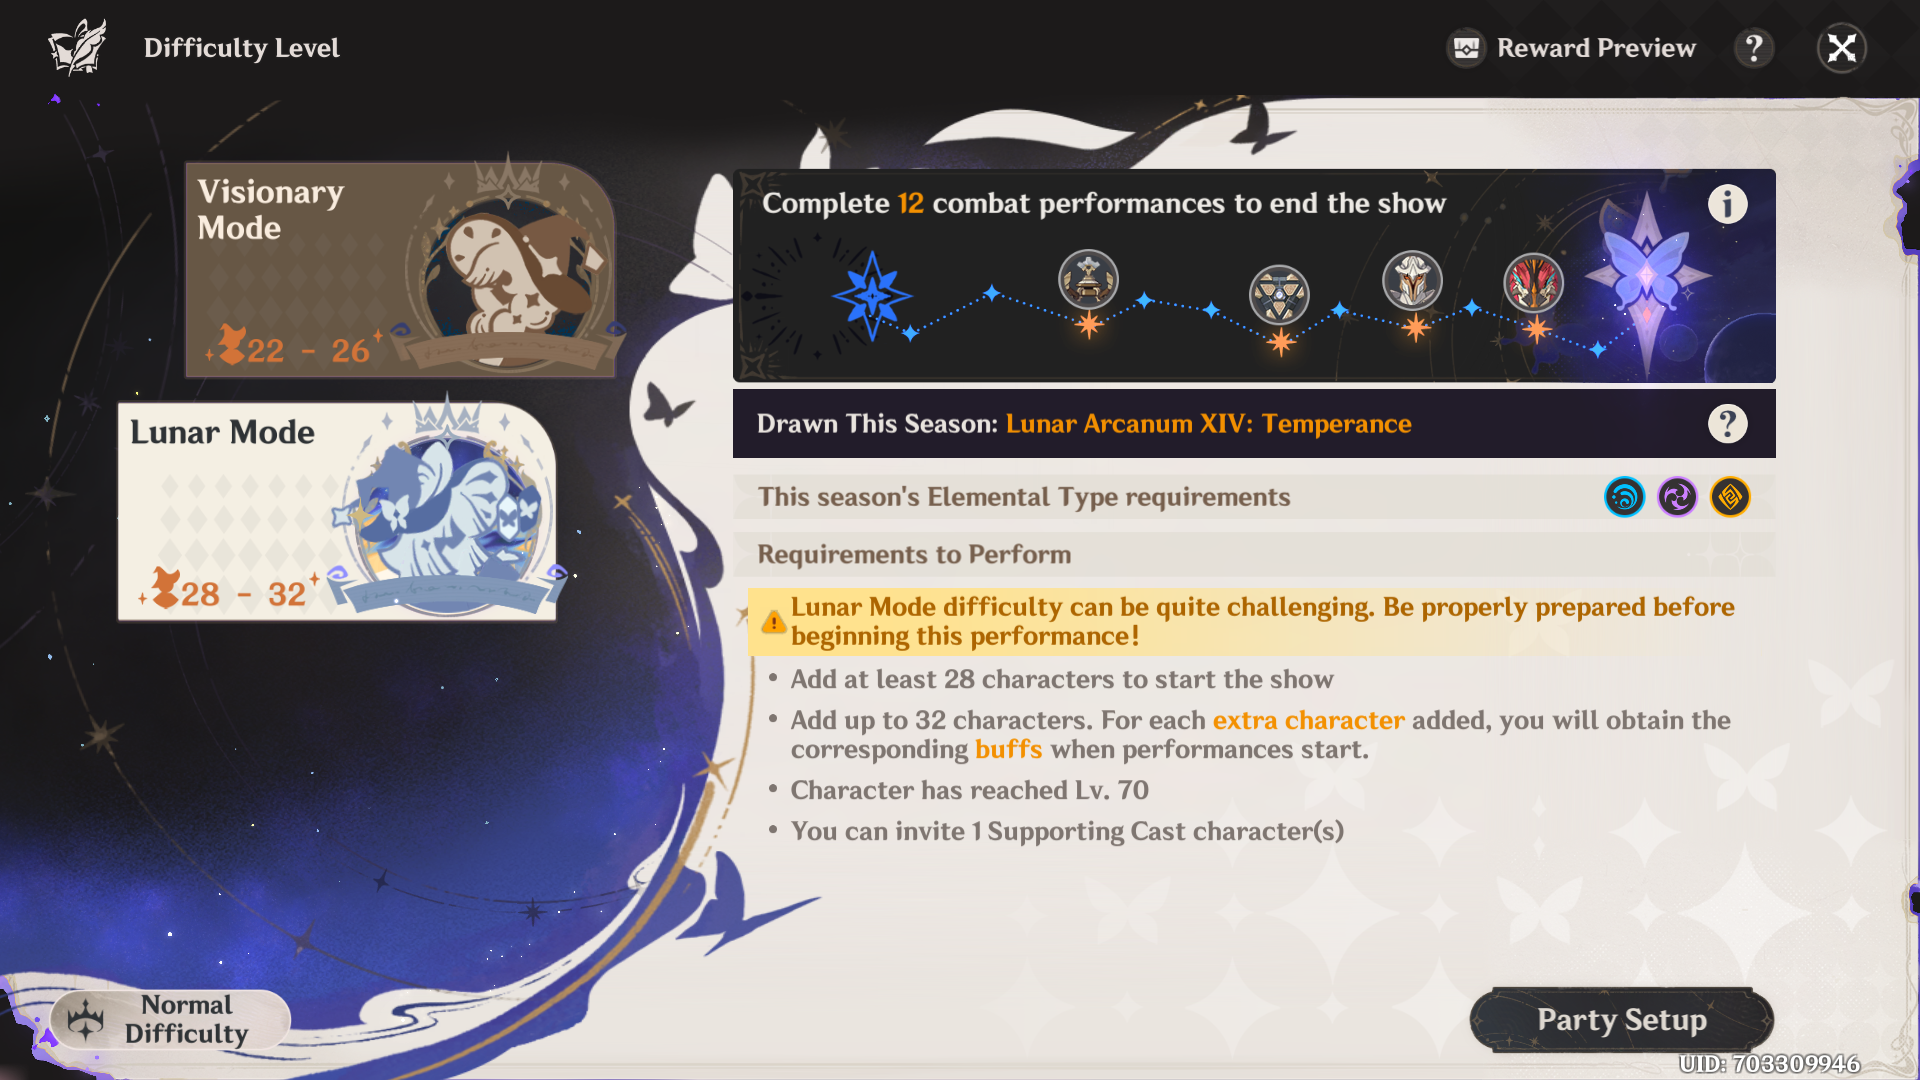 Difficulty Level
Reward Preview
?
Visionary
Mode
22 - 26
Lunar Mode
28 - 32
Complete 12 combat performances to end the show
i
Drawn This Season: Lunar Arcanum XIV: Temperance
?
This season's Elemental Type requirements
Requirements to Perform
Lunar Mode difficulty can be quite challenging. Be properly prepared before
beginning this performance!
• Add at least 28 characters to start the show
• Add up to 32 characters. For each extra character added, you will obtain the
corresponding buffs when performances start.
• Character has reached Lv. 70
• You can invite 1 Supporting Cast character(s)
Normal
Difficulty
Party Setup
UID: 703309946